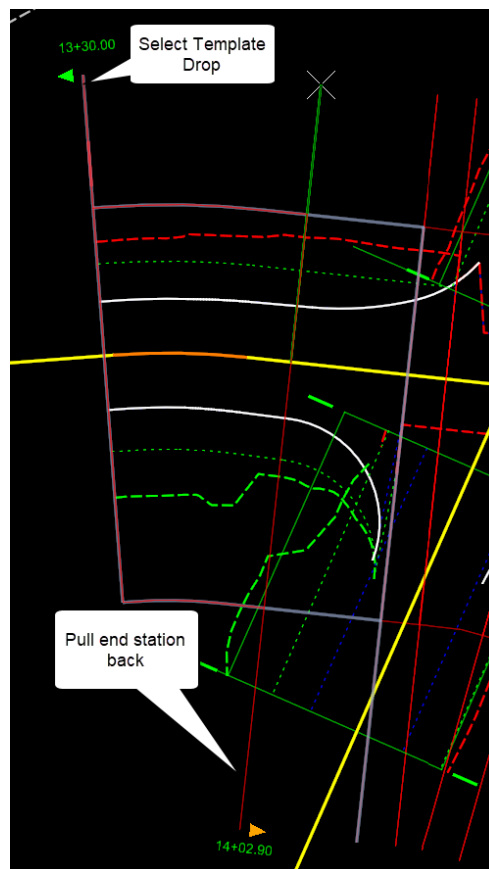 13+30.00
Select Template
Drop
Pull end station
back
14+02.90